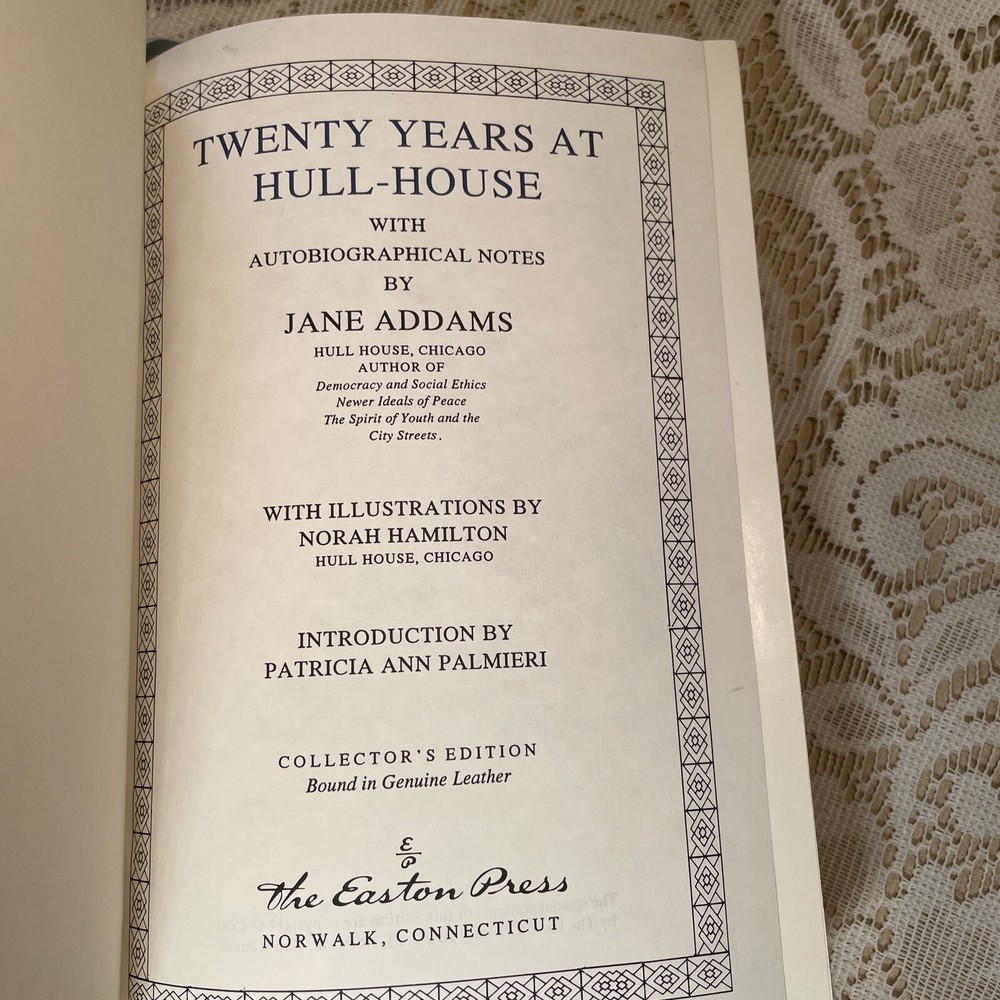 TWENTY YEARS AT
HULL-HOUSE
WITH
AUTOBIOGRAPHICAL NOTES
BY
JANE ADDAMS
HULL HOUSE, CHICAGO
AUTHOR OF
Democracy and Social Ethics
Newer Ideals of Peace
The Spirit of Youth and the
City Streets.
WITH ILLUSTRATIONS BY
NORAH HAMILTON
HULL HOUSE, CHICAGO
INTRODUCTION BY
PATRICIA ANN PALMIERI
COLLECTOR'S EDITION
Bound in Genuine Leather
E
P
The Easton Press
NORWALK, CONNECTICUT